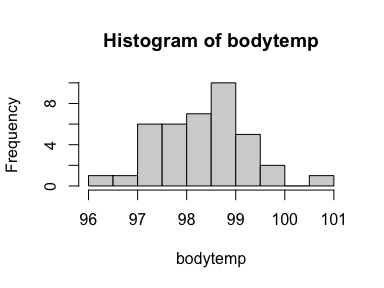 Histogram of bodytemp
Frequency
8
4
0
96 97 98 99 100 101
bodytemp